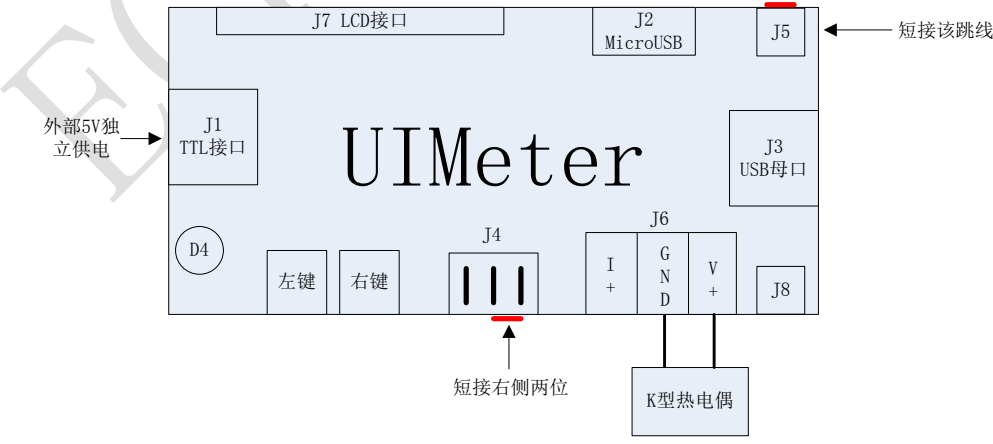 J7 LCD接口
J2
MicroUSB
J5
短接该跳线
外部5V独
立供电
J1
TTL接口
UIMeter
J3
USB母口
D4
左键
右键
J4
J6
I
+
G
N
D
V
+
J8
短接右侧两位
K型热电偶